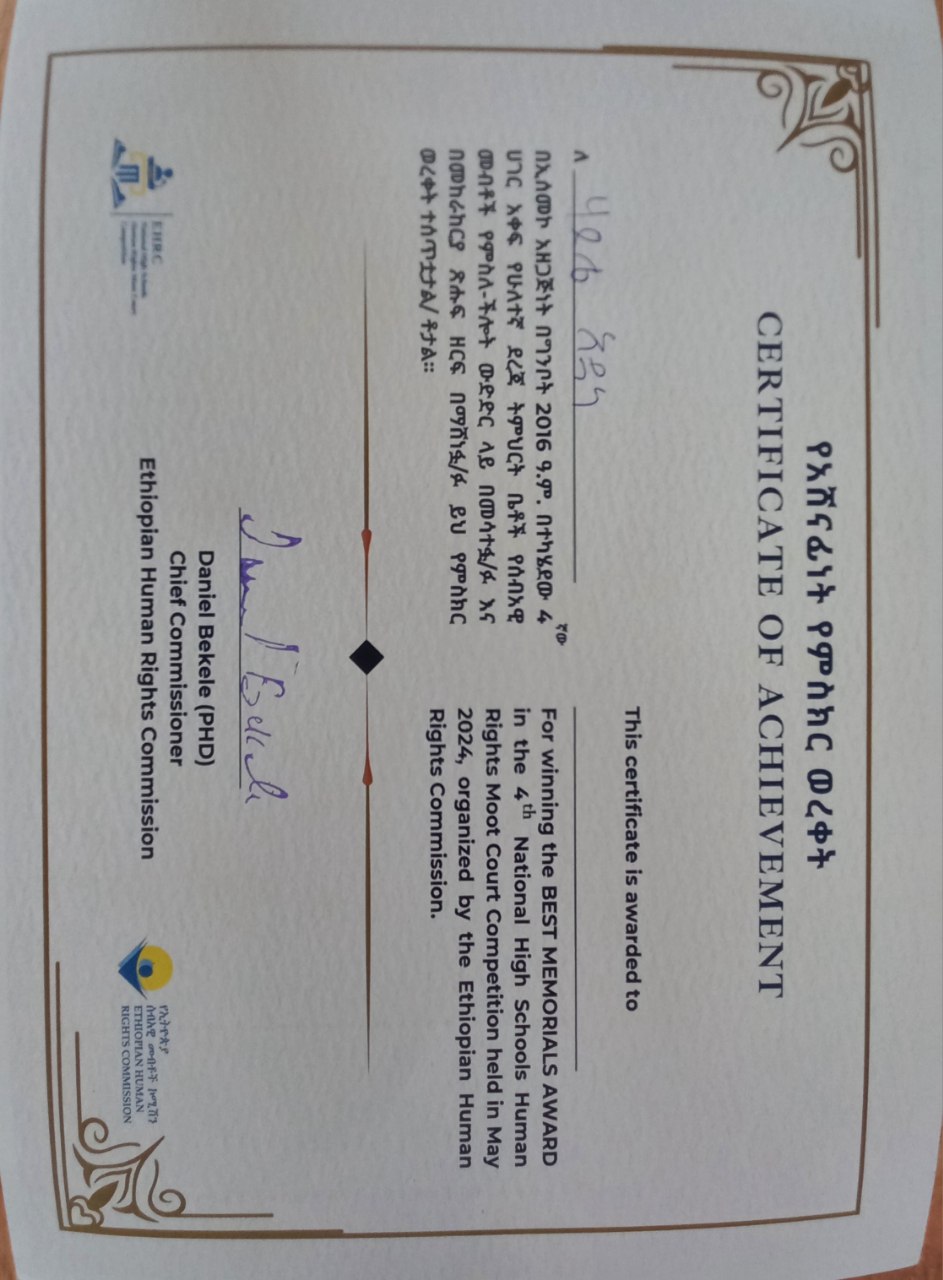 የአሸናፊነት የምስክር ወረቀት
CERTIFICATE OF ACHIEVEMENT
ለ
በኢሰመኮ አዘጋጅነት በግንቦት 2016 ዓ.ም. በተካሄደው 4ኛው
ሀገር አቀፍ የሁለተኛ ደረጃ ትምህርት ቤቶች የሰብአዊ
መብቶች የምስለ-ችሎት ውድድር ላይ በመሳተፏ/ፉ እና
በመከራከርያ ጽሑፍ ዘርፍ በማሸነፏ/ፉ ይህ የምስክር
ወረቀት ተሰጥቷታል/ ቶታል።
This certificate is awarded to
For winning the BEST MEMORIALS AWARD
in the 4th National High Schools Human
Rights Moot Court Competition held in May
2024, organized by the Ethiopian Human
Rights Commission.
Daniel Bekele
Daniel Bekele (PHD)
Chief Commissioner
Ethiopian Human Rights Commission
EHRC
National High Schools
Human Rights Moot Court
Competition
የኢትዮጵያ
ሰብአዊ መብቶች ኮሚሽን
ETHIOPIAN HUMAN
RIGHTS COMMISSION